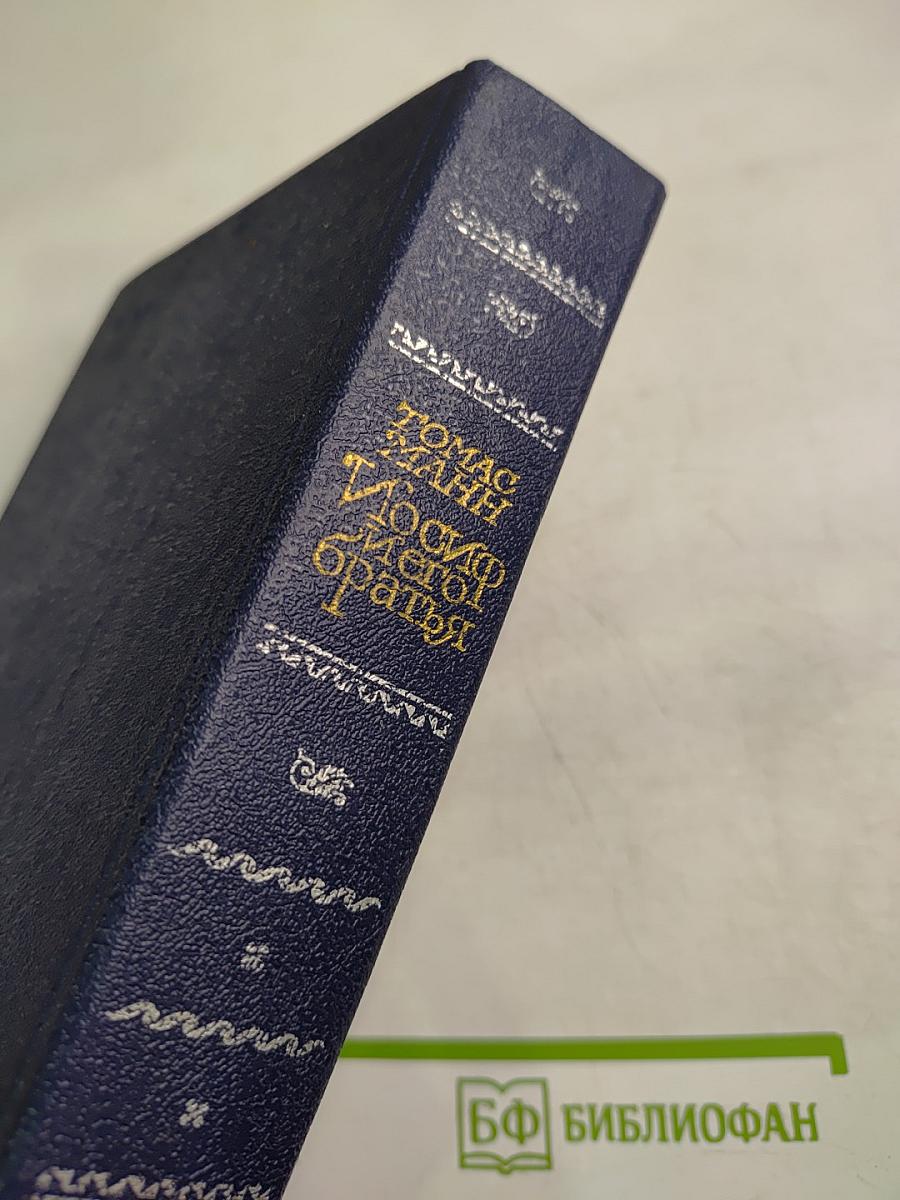 ТОМАС
МАНН
Иосиф
и его
братья
БФ БИБЛИОФАН